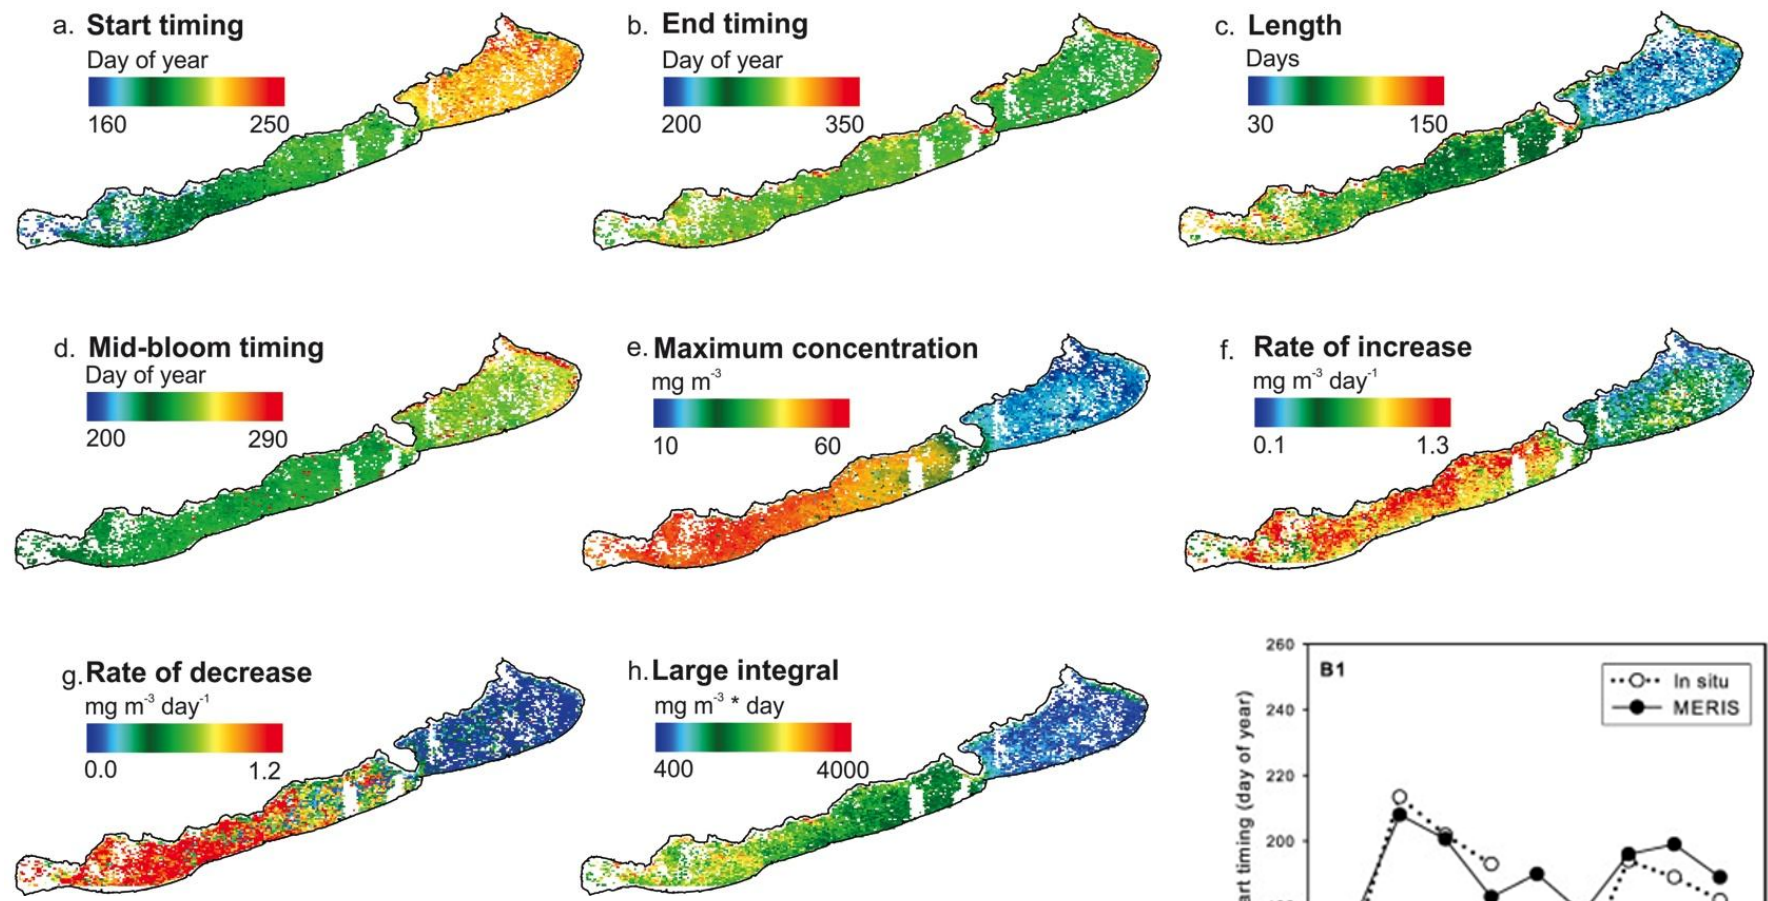 a. Start timing
Day of year
160 250
b. End timing
Day of year
200 350
c. Length
Days
30 150
d. Mid-bloom timing
Day of year
200 290
e. Maximum concentration
mg m⁻³
10 60
f. Rate of increase
mg m⁻³ day⁻¹
0.1 1.3
g. Rate of decrease
mg m⁻³ day⁻¹
0.0 1.2
h. Large integral
mg m⁻³ * day
400 4000
B1
In situ
MERIS
260
240
220
200
art timing (day of year)